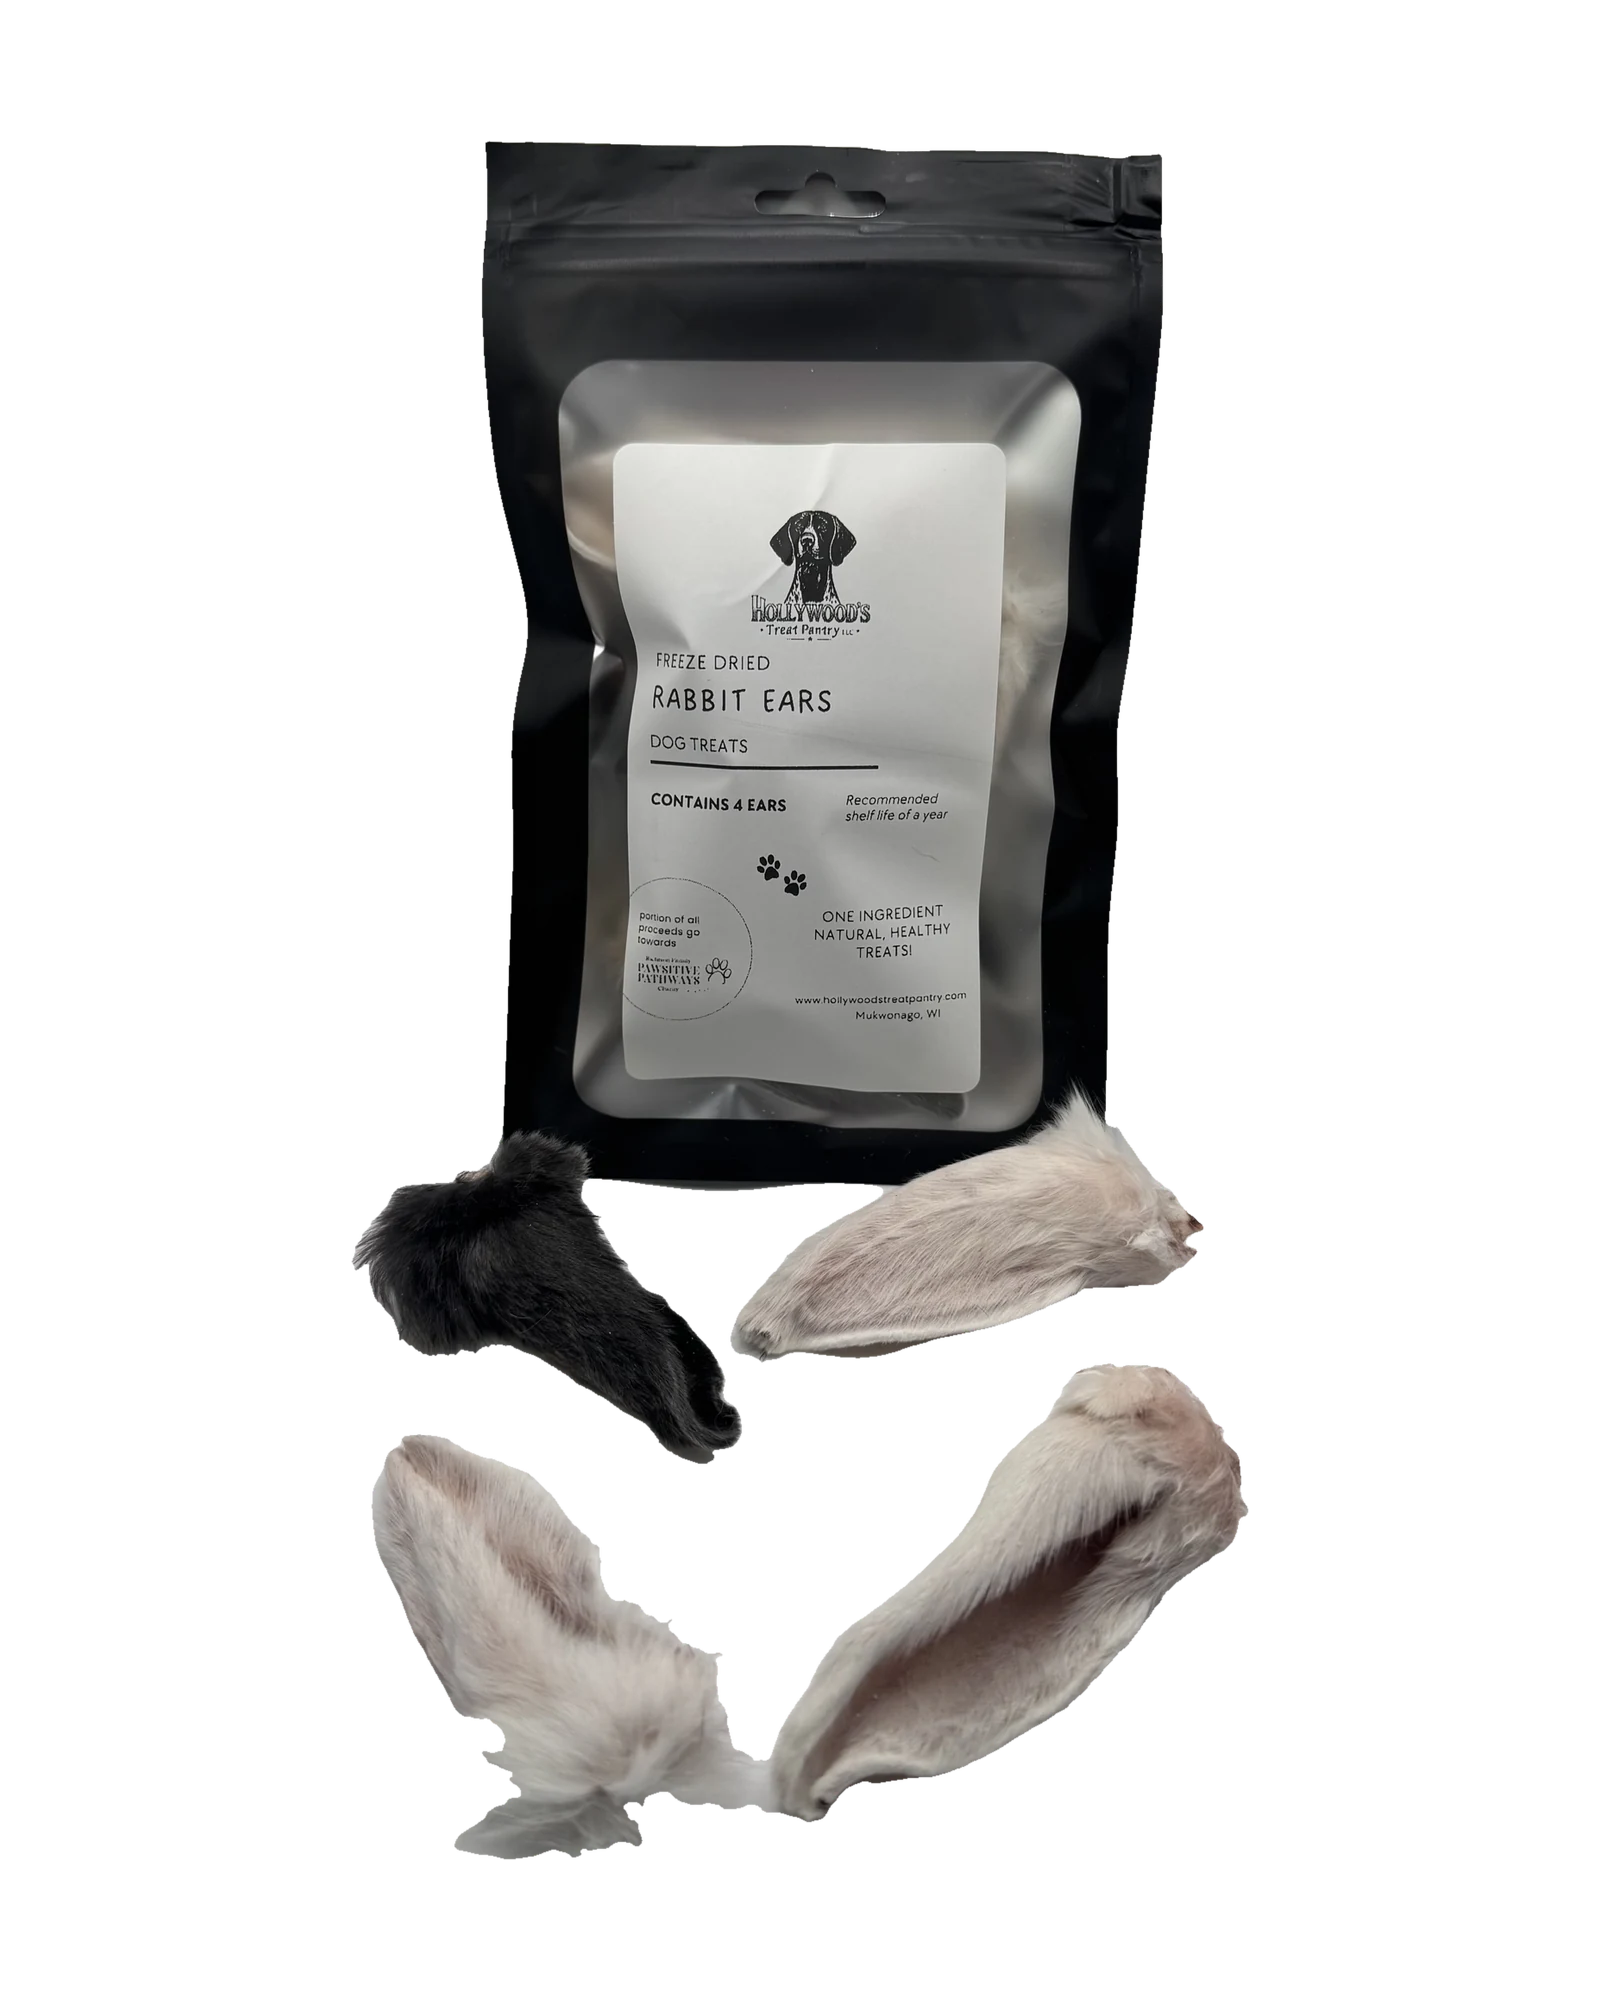 HOLLYWOOD'S
• Treat Pantry LLC •
FREEZE DRIED
RABBIT EARS
DOG TREATS
CONTAINS 4 EARS
Recommended
shelf life of a year
portion of all
proceeds go
towards
PAWSITIVE
PATHWAYS
Charity
ONE INGREDIENT
NATURAL, HEALTHY
TREATS!
www.hollywoodstreatpantry.com
Mukwonago, WI